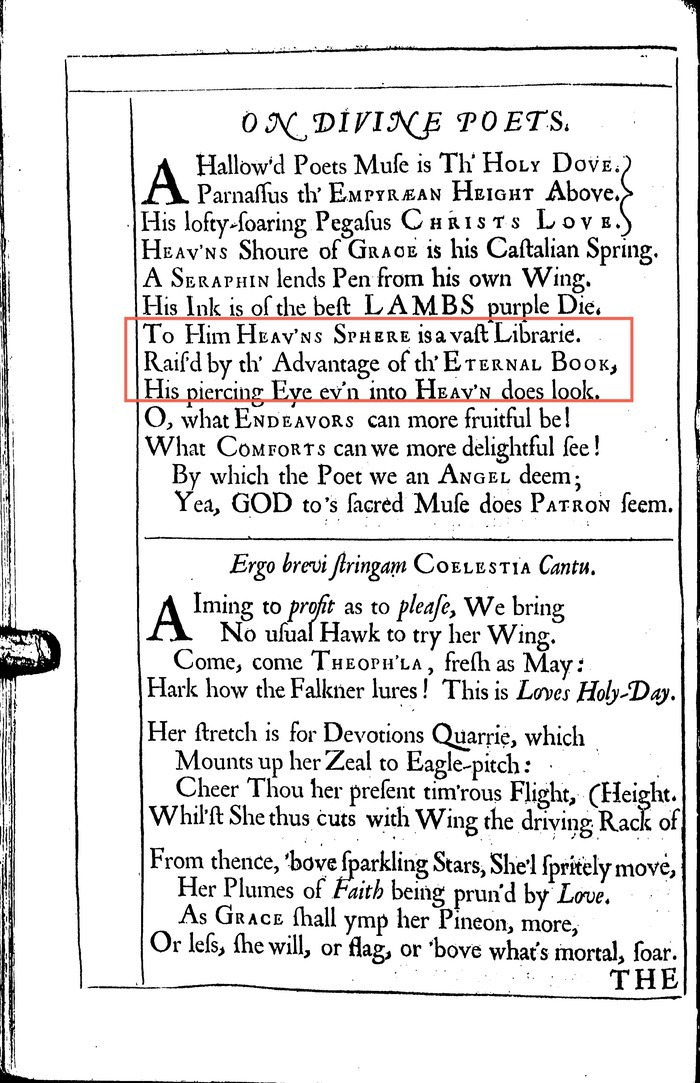 ON DIVINE POETS.
A Hallow'd Poets Muſe is Th' HOLY DOVE.
Parnaſſus th' EMPYRÆAN HEIGHT Above.
His lofty-ſoaring Pegaſus CHRISTS LOVE.
HEAV'NS Shoure of GRACE is his Caſtalian Spring.
A SERAPHIN lends Pen from his own Wing.
His Ink is of the beſt LAMBS purple Die.
To Him HEAV'NS SPHERE is a vaſt Librarie.
Raiſ'd by th' Advantage of th' ETERNAL BOOK,
His piercing Eye ev'n into HEAV'N does look.
O, what ENDEAVORS can more fruitful be!
What COMFORTS can we more delightful ſee!
By which the Poet we an ANGEL deem;
Yea, GOD to's ſacred Muſe does PATRON ſeem.
Ergo brevi ſtringam COELESTIA Cantu.
AIming to profit as to pleaſe, We bring
No uſual Hawk to try her Wing.
Come, come THEOPH'LA, freſh as May:
Hark how the Falkner lures! This is Loves Holy-Day.
Her ſtretch is for Devotions Quarrie, which
Mounts up her Zeal to Eagle-pitch:
Cheer Thou her preſent tim'rous Flight, (Height.
Whil'ſt She thus cuts with Wing the driving Rack of
From thence, 'bove ſparkling Stars, She'l ſpritely move,
Her Plumes of Faith being prun'd by Love.
As GRACE ſhall ymp her Pineon, more,
Or leſs, ſhe will, or flag, or 'bove what's mortal, ſoar.
THE